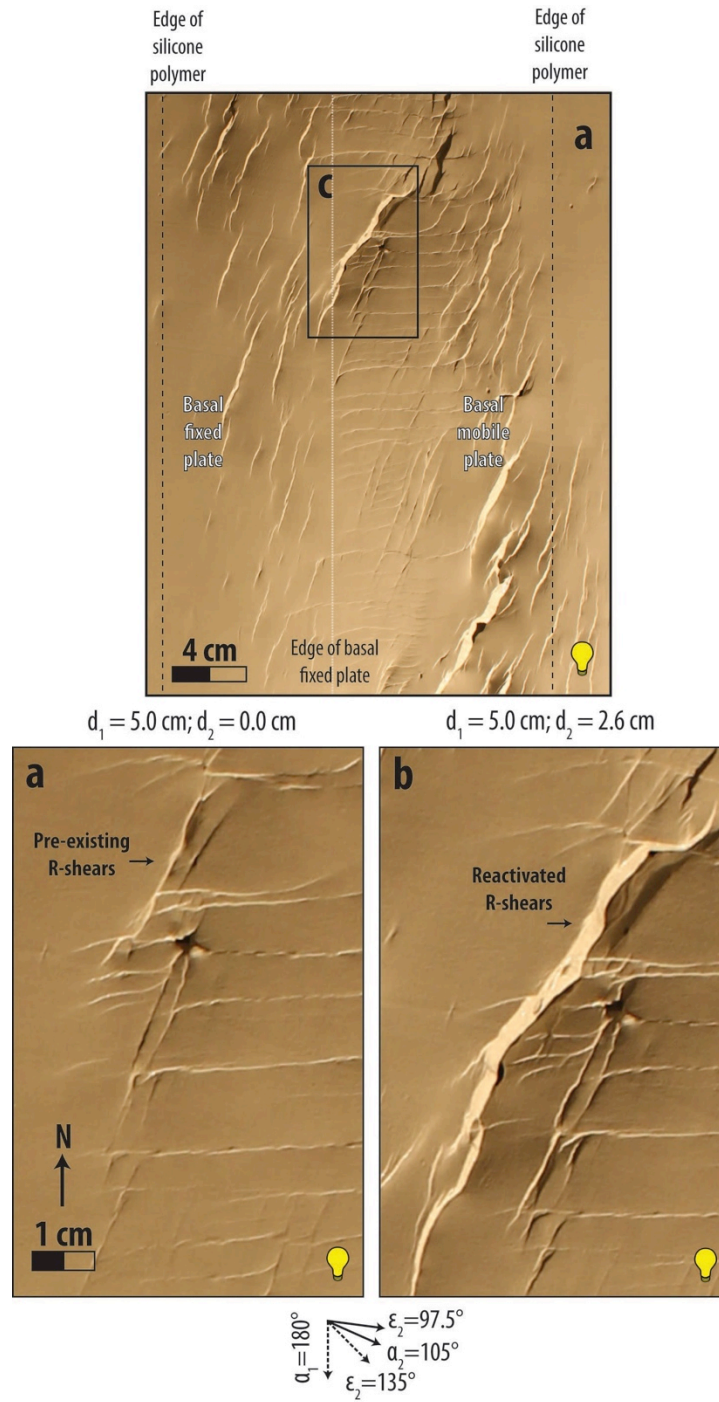 Edge of
silicone
polymer
Edge of
silicone
polymer
a
c
Basal
fixed
plate
Basal
mobile
plate
4 cm
Edge of basal
fixed plate
d₁ = 5.0 cm; d₂ = 0.0 cm
d₁ = 5.0 cm; d₂ = 2.6 cm
a
Pre-existing
R-shears
N
1 cm
b
Reactivated
R-shears
α₁=180°
ε₂=97.5°
α₂=105°
ε₂=135°